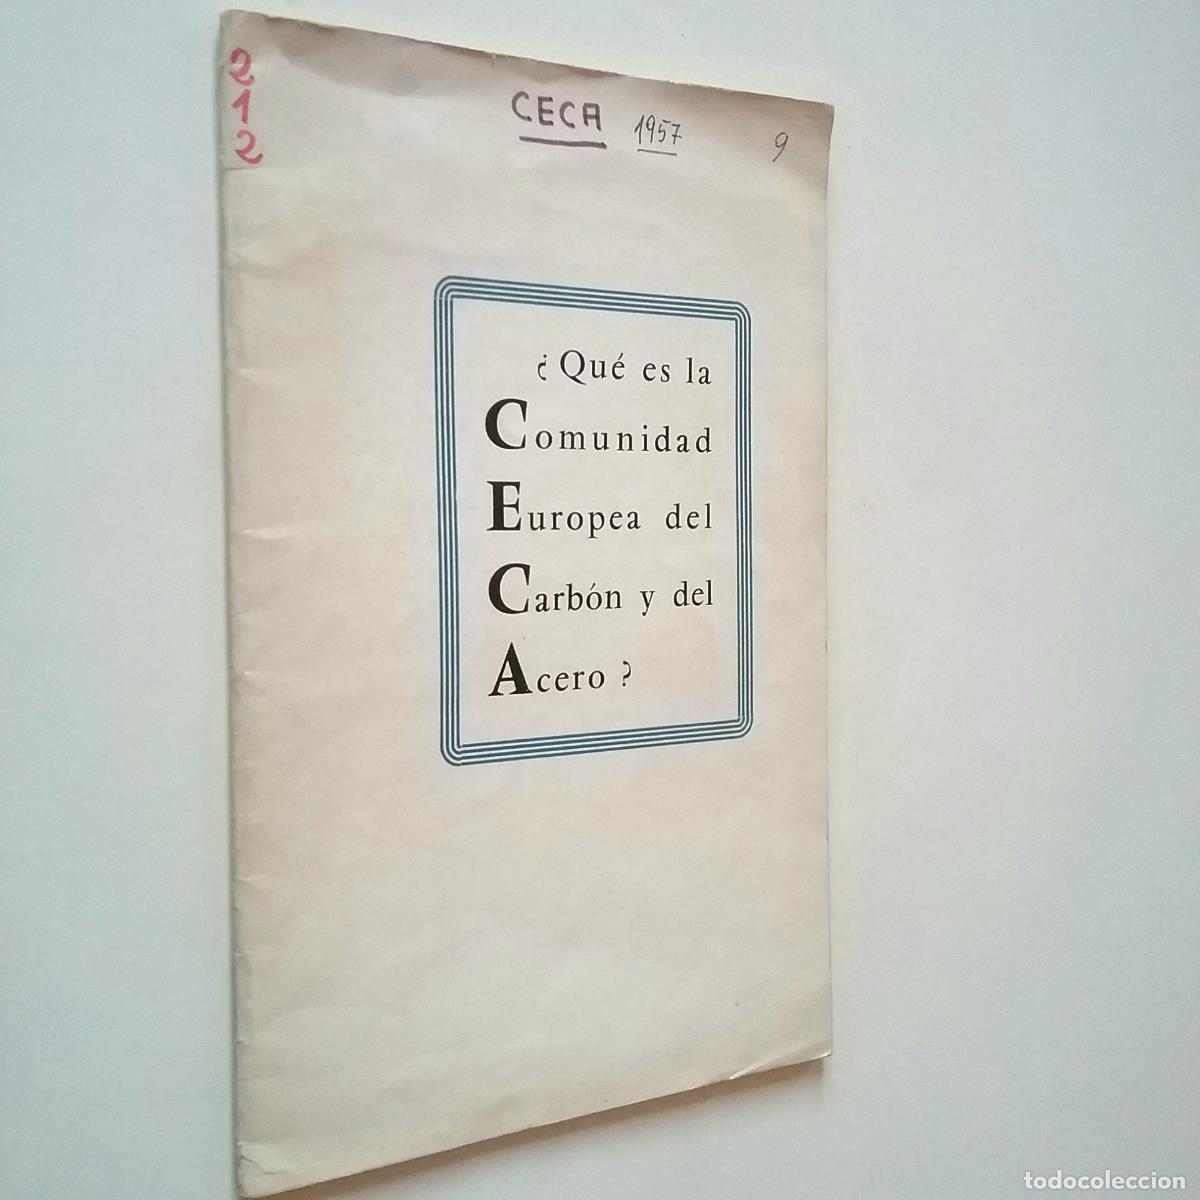 2
1
2
CECA 1957 9
¿Qué es la
Comunidad
Europea del
Carbón y del
Acero?
todocoleccion